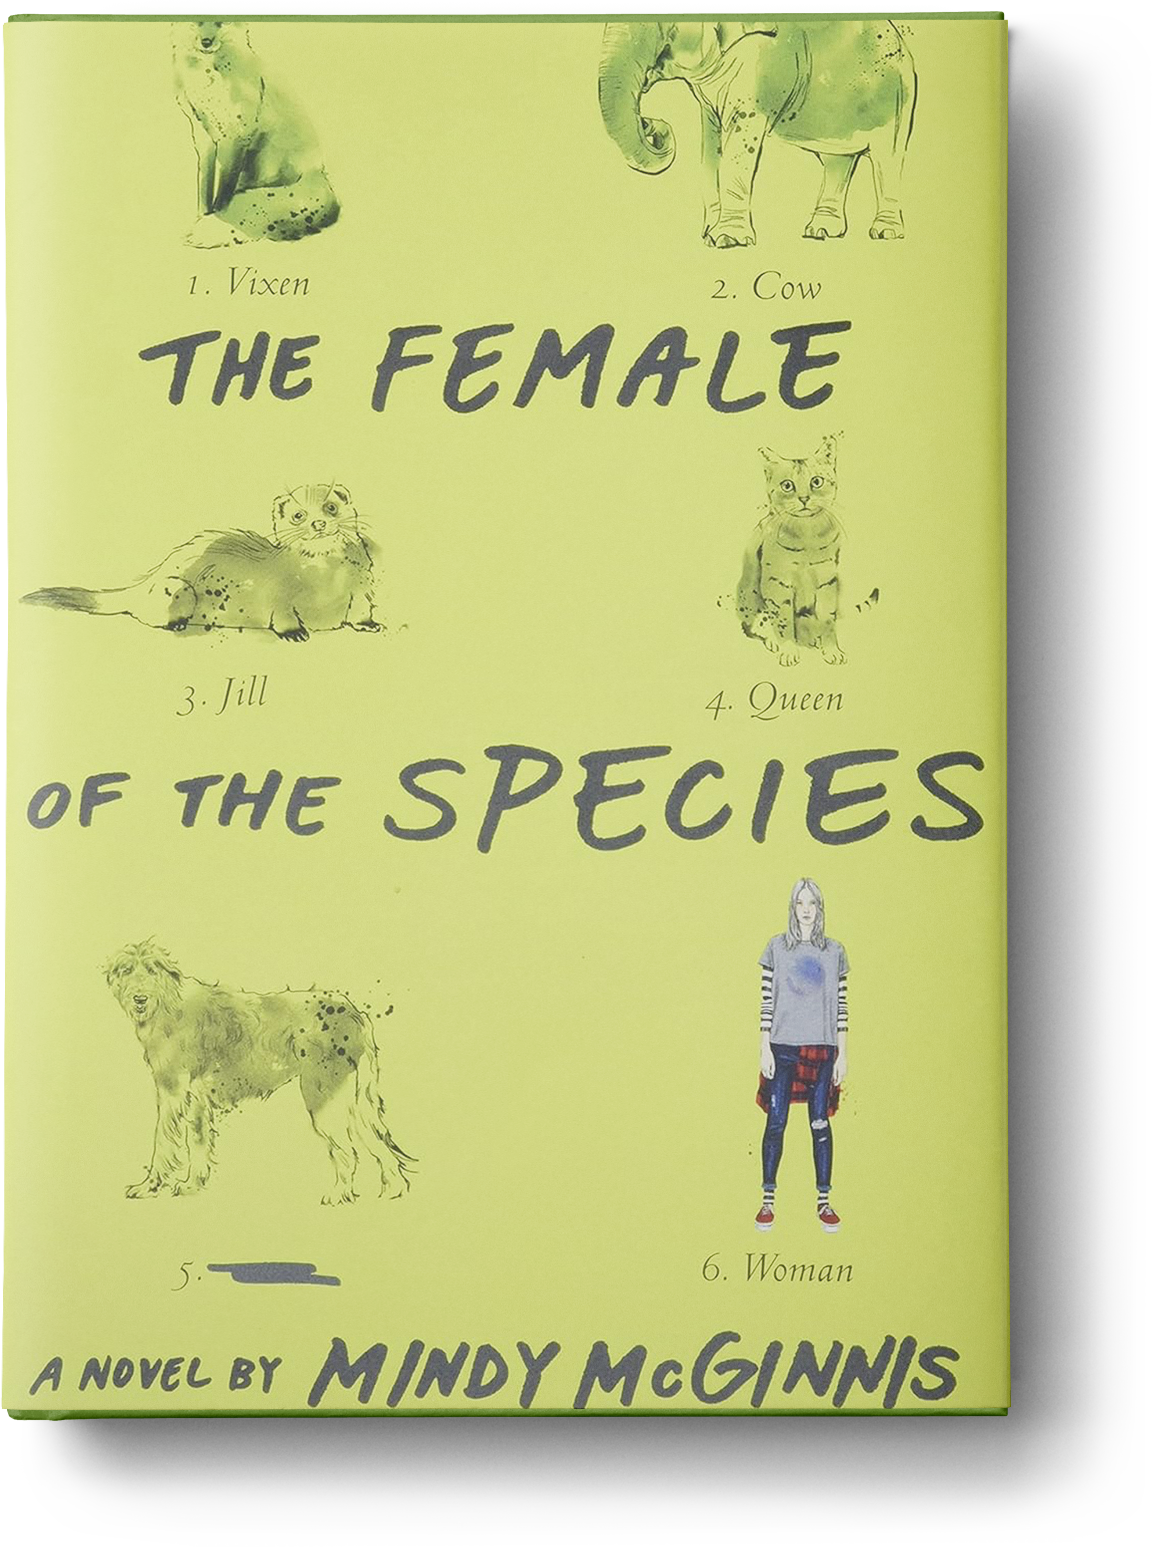 1. Vixen
2. Cow
THE FEMALE
3. Jill
4. Queen
OF THE SPECIES
5.
6. Woman
A NOVEL BY MINDY McGINNIS